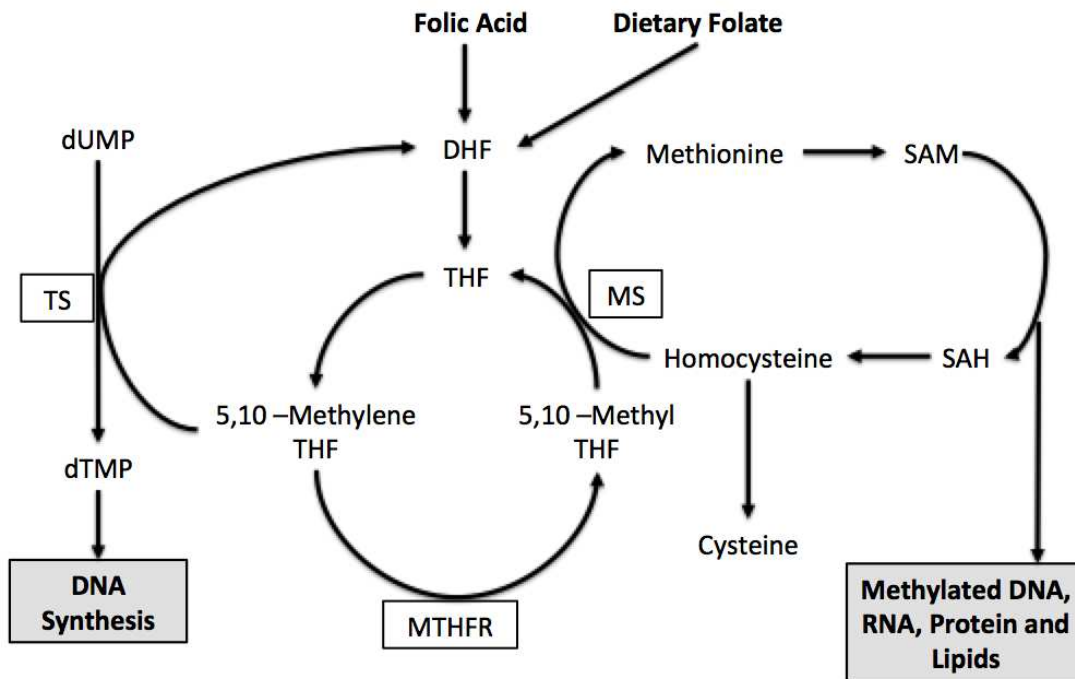 Folic Acid
Dietary Folate
dUMP
DHF
Methionine
SAM
TS
THF
MS
Homocysteine
SAH
5,10 –Methylene
THF
5,10 –Methyl
THF
dTMP
Cysteine
DNA
Synthesis
MTHFR
Methylated DNA,
RNA, Protein and
Lipids